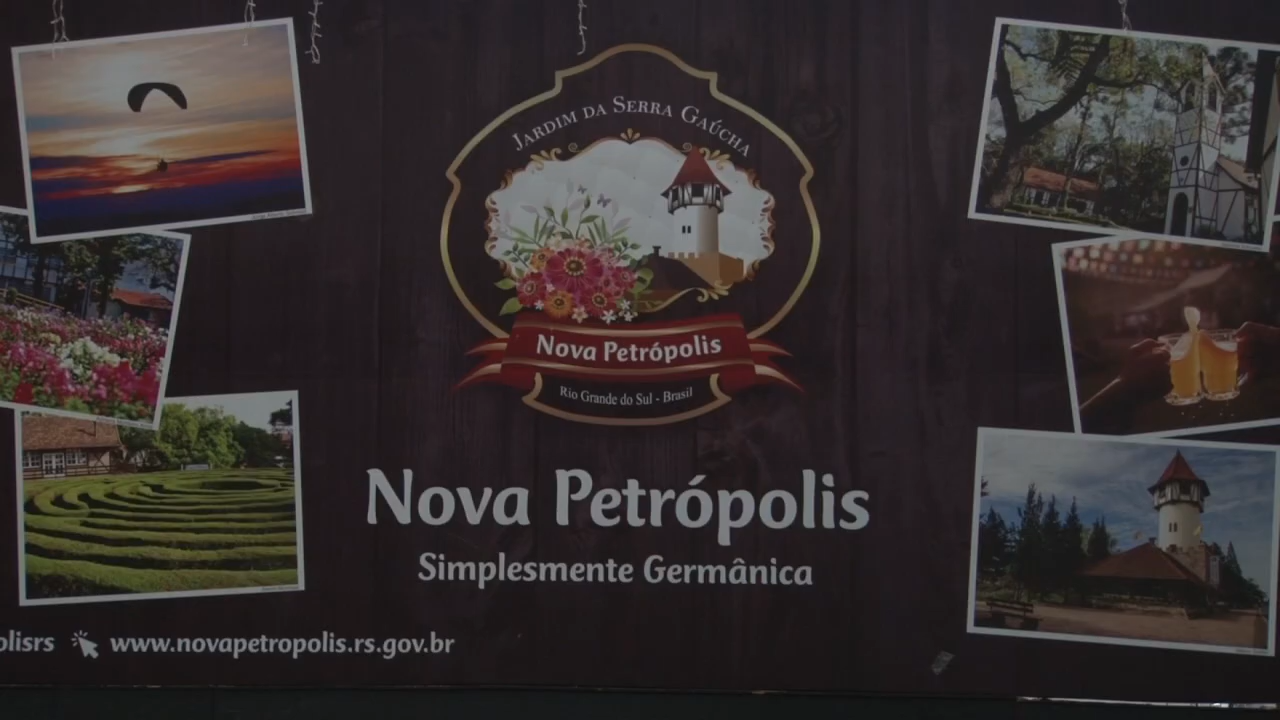 Jardim da Serra Gaúcha
Nova Petrópolis
Rio Grande do Sul - Brasil
Nova Petrópolis
Simplesmente Germânica
olisrs www.novapetropolis.rs.gov.br